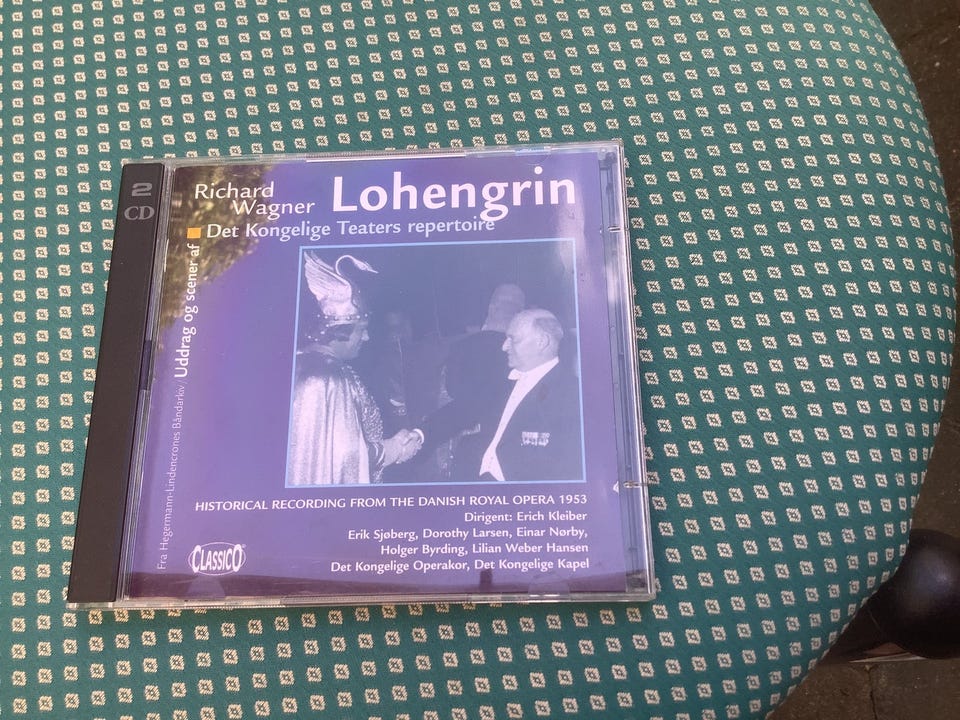 2
CD
Richard
Wagner
Lohengrin
Det Kongelige Teaters repertoire
Fra Hegermann-Lindencrones Båndarkiv/ Uddrag og scener af
HISTORICAL RECORDING FROM THE DANISH ROYAL OPERA 1953
Dirigent: Erich Kleiber
Erik Sjøberg, Dorothy Larsen, Einar Nørby,
Holger Byrding, Lilian Weber Hansen
Det Kongelige Operakor, Det Kongelige Kapel
CLASSICO®